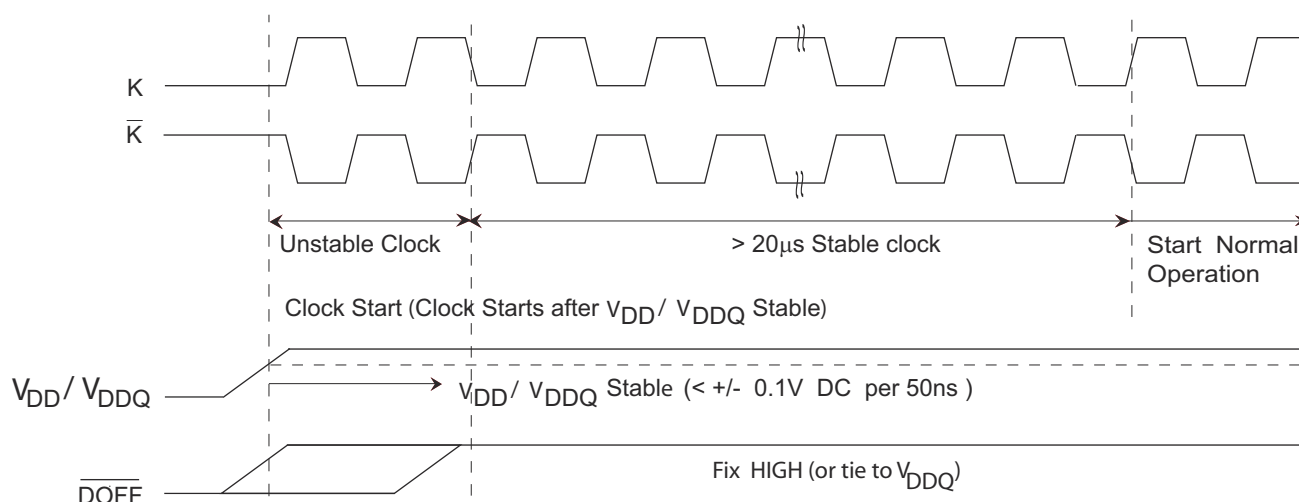 K
K̅
Unstable Clock
> 20μs Stable clock
Start Normal
Operation
Clock Start (Clock Starts after VDD/ VDDQ Stable)
VDD/ VDDQ
VDD/ VDDQ Stable (< +/- 0.1V DC per 50ns )
Fix HIGH (or tie to VDDQ)
DOFF